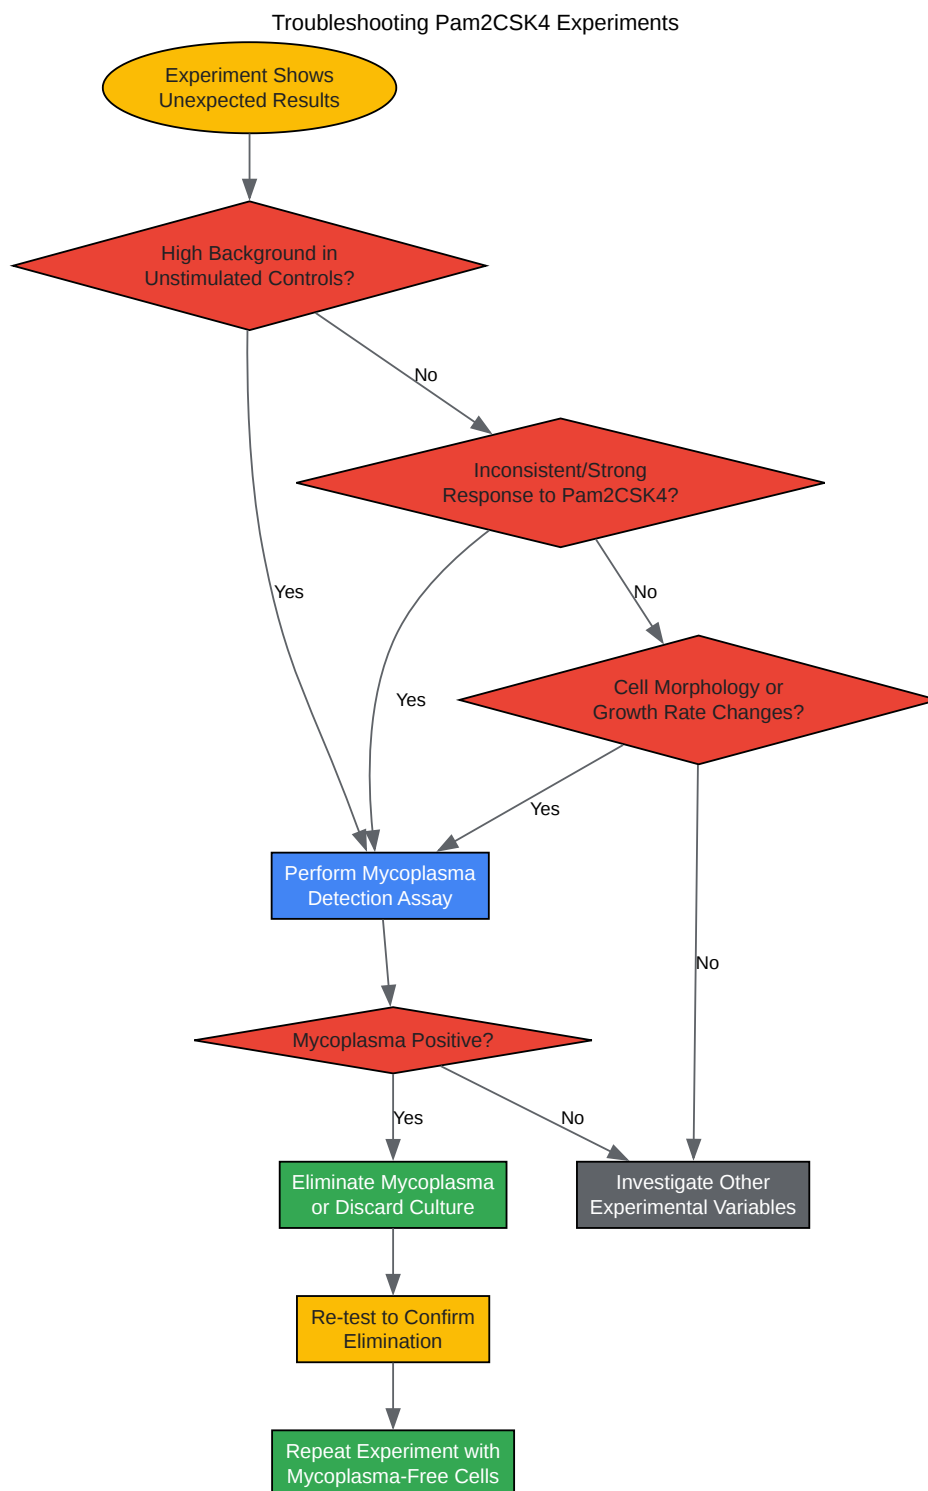 Troubleshooting Pam2CSK4 Experiments
Experiment Shows
Unexpected Results
High Background in
Unstimulated Controls?
No
Inconsistent/Strong
Response to Pam2CSK4?
Yes
No
Cell Morphology or
Growth Rate Changes?
Yes
Yes
Perform Mycoplasma
Detection Assay
No
Mycoplasma Positive?
Yes
No
Eliminate Mycoplasma
or Discard Culture
Investigate Other
Experimental Variables
Re-test to Confirm
Elimination
Repeat Experiment with
Mycoplasma-Free Cells